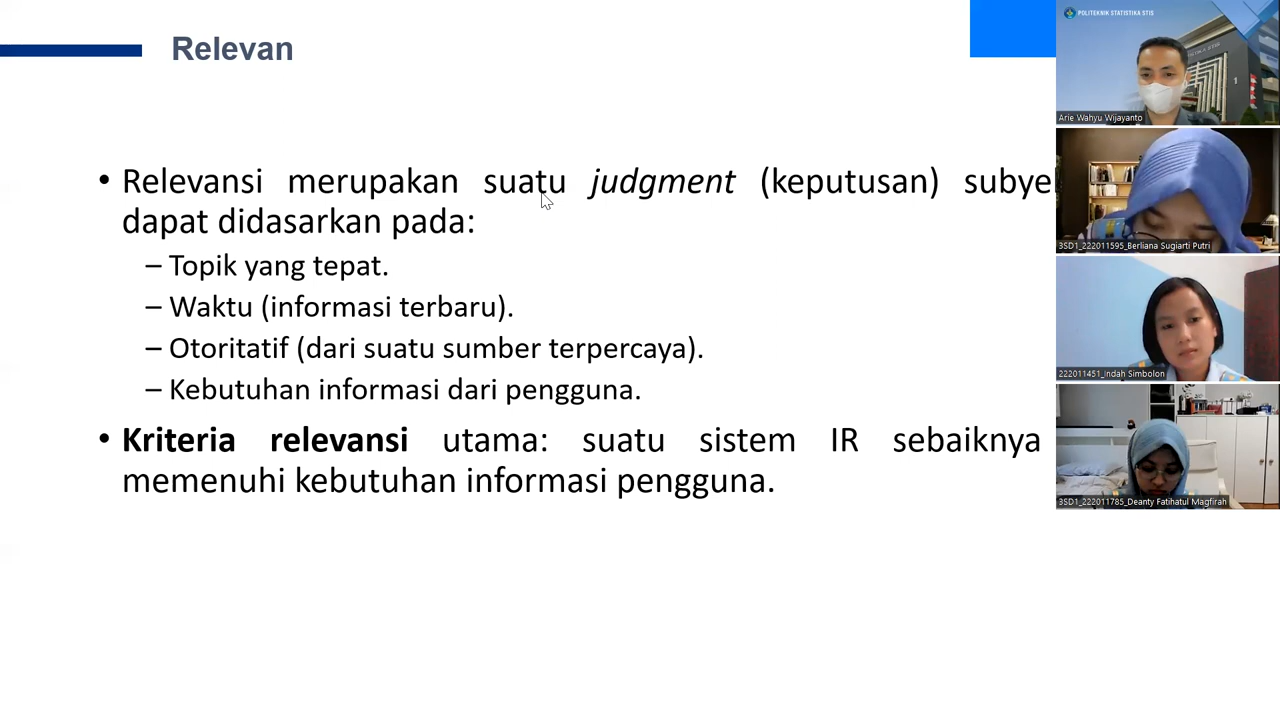 Relevan
• Relevansi merupakan suatu judgment (keputusan) subye
dapat didasarkan pada:
– Topik yang tepat.
– Waktu (informasi terbaru).
– Otoritatif (dari suatu sumber terpercaya).
– Kebutuhan informasi dari pengguna.
• Kriteria relevansi utama: suatu sistem IR sebaiknya
memenuhi kebutuhan informasi pengguna.
POLITEKNIK STATISTIKA STIS
Arie Wahyu Wijayanto
3SD1_222011595_Berliana Sugiarti Putri
222011451_Indah Simbolon
3SD1_222011785_Deanty Fatihatul Magfirah